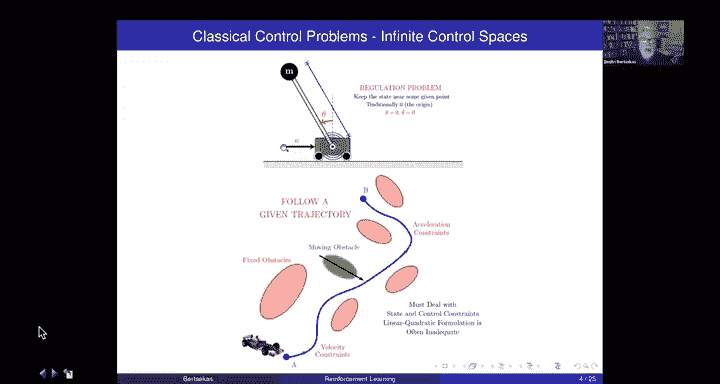 Classical Control Problems - Infinite Control Spaces
Dimitri Bertsekas
m
REGULATION PROBLEM
Keep the state near some given point
Traditionally 0 (the origin)
θ
u
B
FOLLOW A
GIVEN TRAJECTORY
Acceleration
Constraints
Moving Obstacle
Fixed Obstacles
Must Deal with
State and Control Constraints
Linear-Quadratic Formulation is
Often Inadequate
Velocity
Constraints
A
Bertsekas
Reinforcement Learning
4 / 25